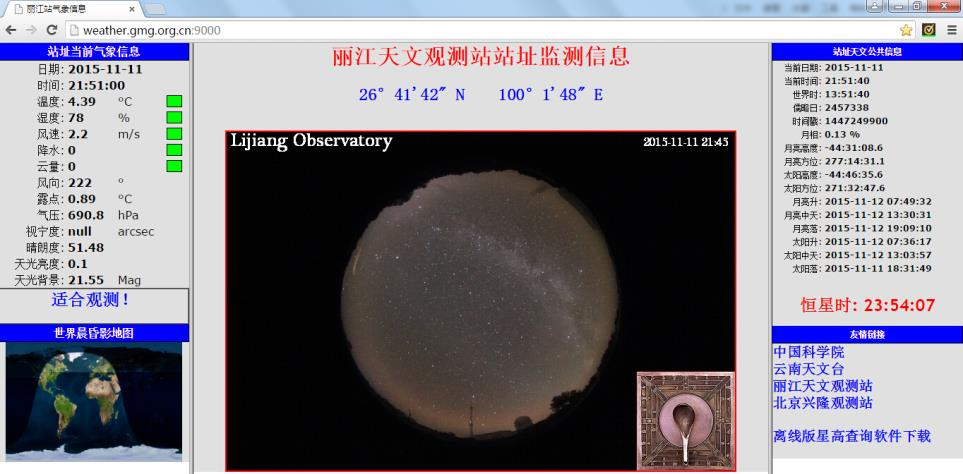 丽江站气象信息
weather.gmg.org.cn:9000
站址当前气象信息
日期: 2015-11-11
时间: 21:51:00
温度: 4.39 °C
湿度: 78 %
风速: 2.2 m/s
降水: 0
云量: 0
风向: 222 °
露点: 0.89 °C
气压: 690.8 hPa
视宁度: null arcsec
晴朗度: 51.48
天光亮度: 0.1
天光背景: 21.55 Mag
适合观测!
世界晨昏影地图
丽江天文观测站站址监测信息
26° 41'42" N 100° 1'48" E
Lijiang Observatory 2015-11-11 21:45
站址天文公共信息
当前日期: 2015-11-11
当前时间: 21:51:40
世界时: 13:51:40
儒略日: 2457338
时间戳: 1447249900
月相: 0.13 %
月亮高度: -44:31:08.6
月亮方位: 277:14:31.1
太阳高度: -44:46:35.6
太阳方位: 271:32:47.6
月亮升: 2015-11-12 07:49:32
月亮中天: 2015-11-12 13:30:31
月亮落: 2015-11-12 19:09:10
太阳升: 2015-11-12 07:36:17
太阳中天: 2015-11-12 13:03:57
太阳落: 2015-11-11 18:31:49
恒星时: 23:54:07
友情链接
中国科学院
云南天文台
丽江天文观测站
北京兴隆观测站
离线版星高查询软件下载